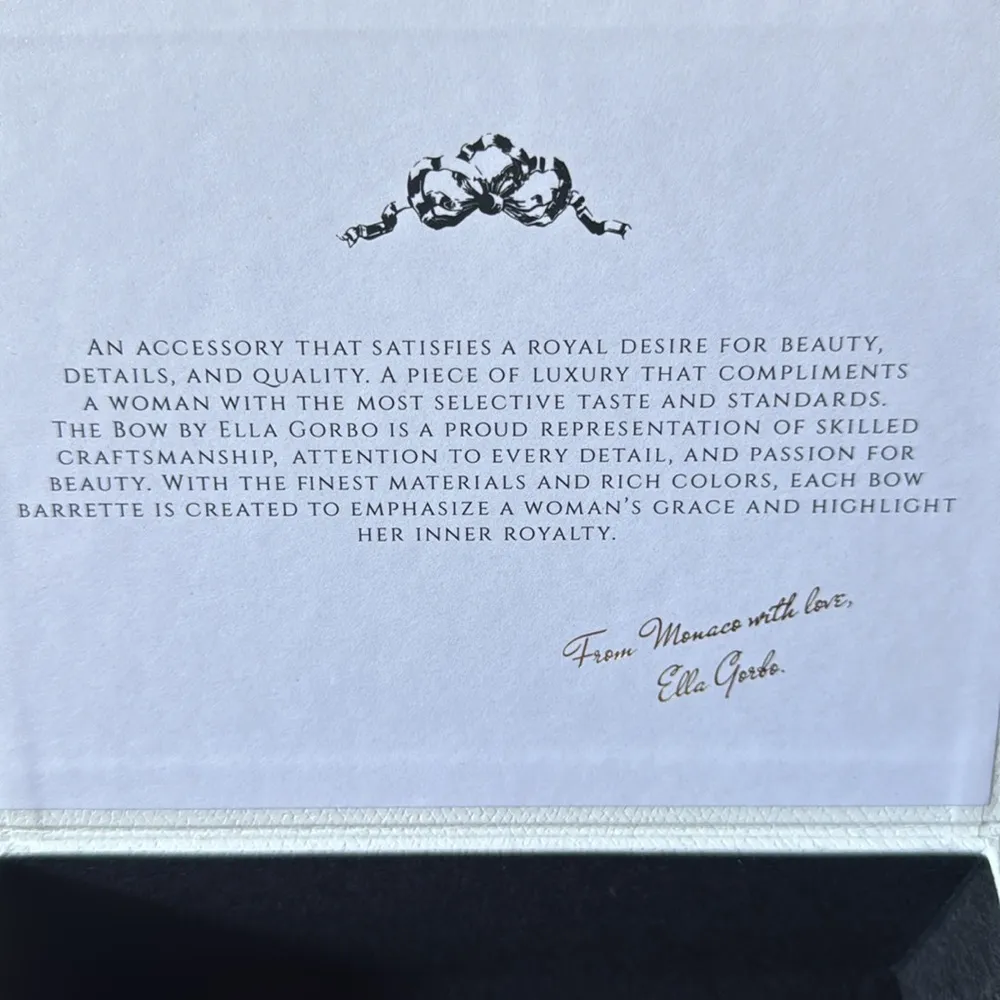 AN ACCESSORY THAT SATISFIES A ROYAL DESIRE FOR BEAUTY,
DETAILS, AND QUALITY. A PIECE OF LUXURY THAT COMPLIMENTS
A WOMAN WITH THE MOST SELECTIVE TASTE AND STANDARDS.
THE BOW BY ELLA GORBO IS A PROUD REPRESENTATION OF SKILLED
CRAFTSMANSHIP, ATTENTION TO EVERY DETAIL, AND PASSION FOR
BEAUTY. WITH THE FINEST MATERIALS AND RICH COLORS, EACH BOW
BARRETTE IS CREATED TO EMPHASIZE A WOMAN'S GRACE AND HIGHLIGHT
HER INNER ROYALTY.
From Monaco with love,
Ella Gorbo.